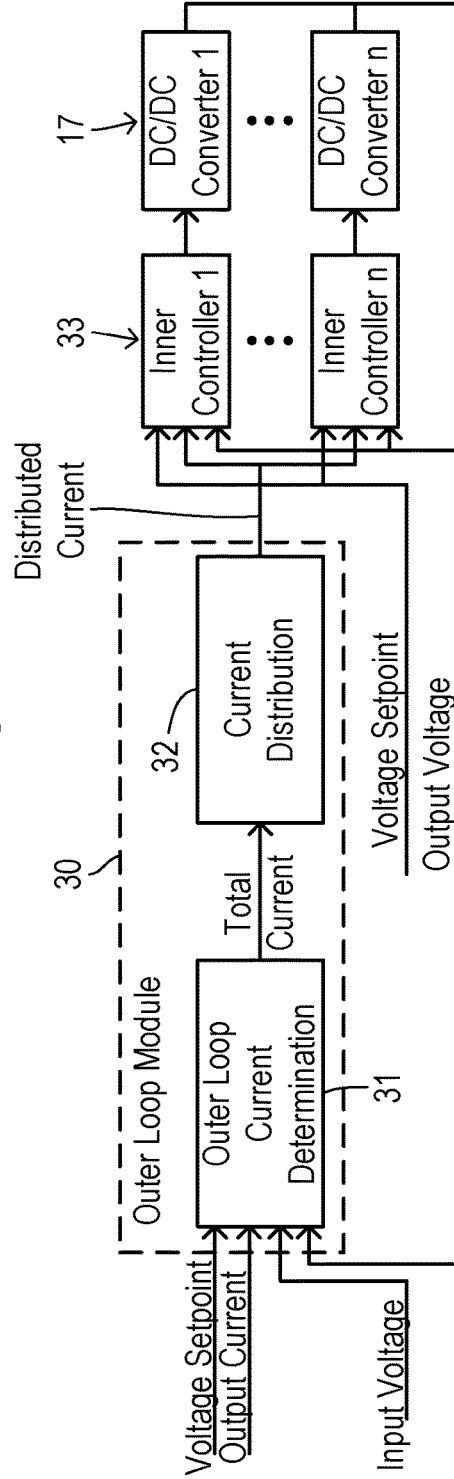 30
Outer Loop Module
Voltage Setpoint
Output Current
Input Voltage
Outer Loop
Current
Determination
31
Total
Current
32
Current
Distribution
Distributed
Current
Voltage Setpoint
Output Voltage
33
Inner
Controller 1
Inner
Controller n
17
DC/DC
Converter 1
DC/DC
Converter n